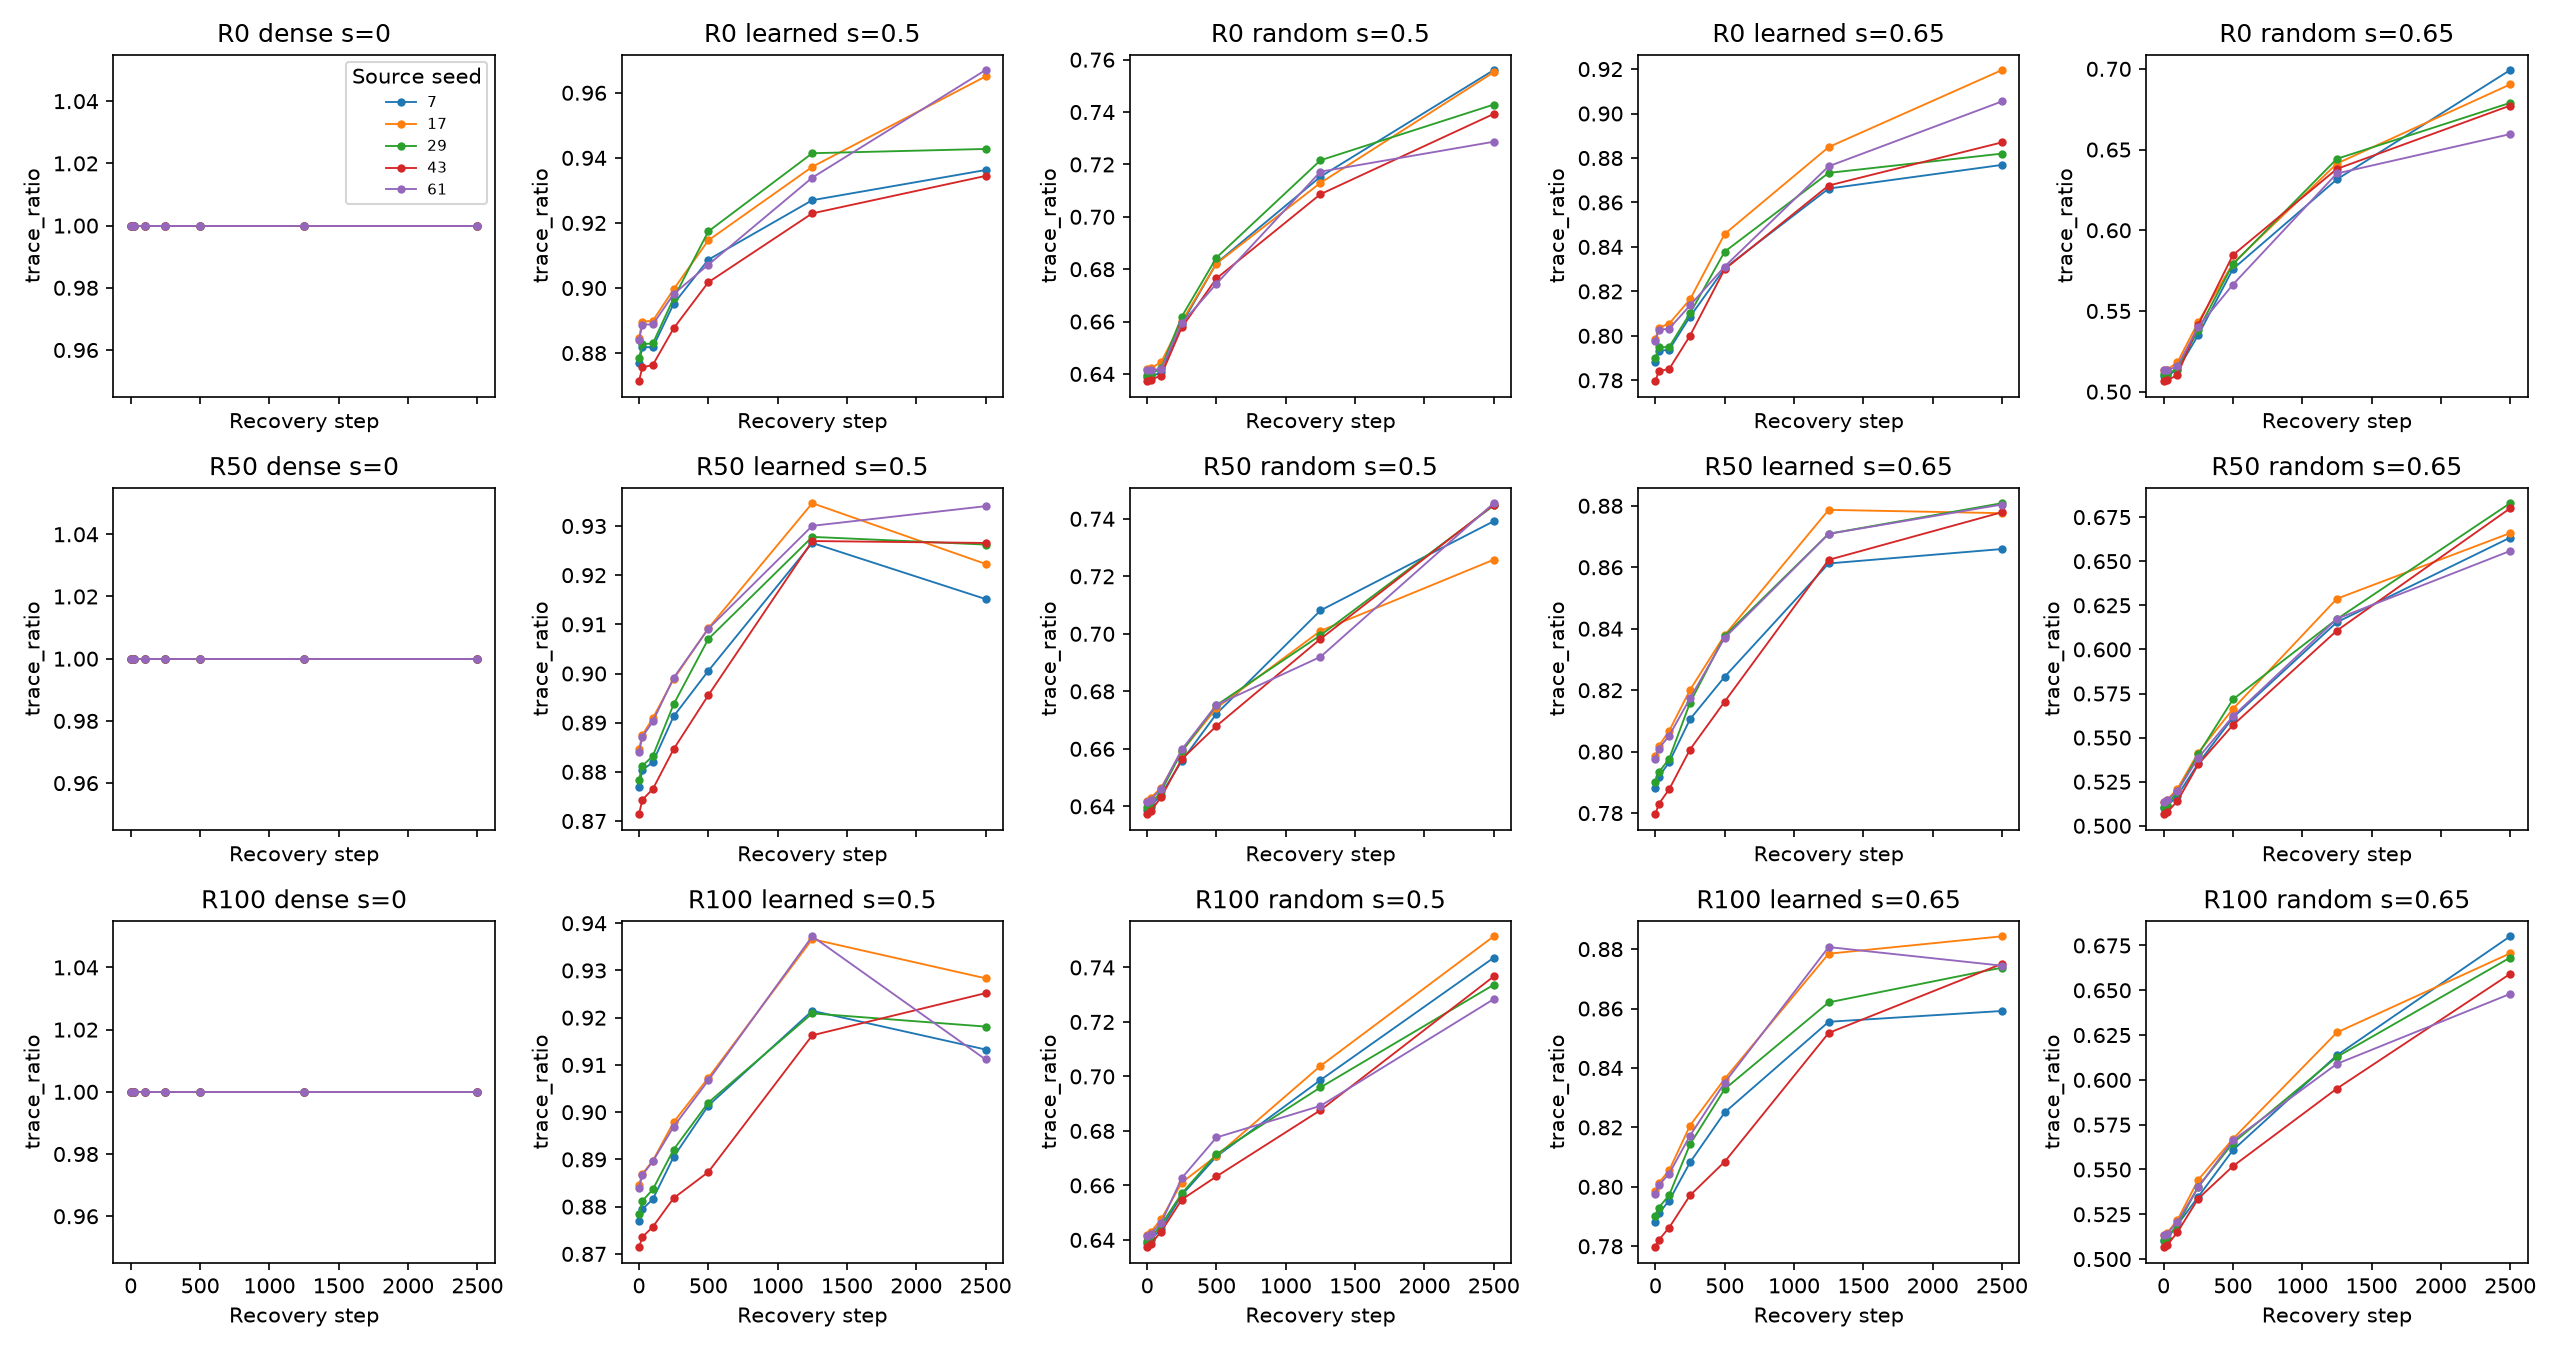 R0 dense s=0
R0 learned s=0.5
R0 random s=0.5
R0 learned s=0.65
R0 random s=0.65
trace_ratio
1.04
1.02
1.00
0.98
0.96
Source seed
7
17
29
43
61
Recovery step
trace_ratio
0.96
0.94
0.92
0.90
0.88
Recovery step
trace_ratio
0.76
0.74
0.72
0.70
0.68
0.66
0.64
Recovery step
trace_ratio
0.92
0.90
0.88
0.86
0.84
0.82
0.80
0.78
Recovery step
trace_ratio
0.70
0.65
0.60
0.55
0.50
Recovery step
R50 dense s=0
R50 learned s=0.5
R50 random s=0.5
R50 learned s=0.65
R50 random s=0.65
trace_ratio
1.04
1.02
1.00
0.98
0.96
Recovery step
trace_ratio
0.93
0.92
0.91
0.90
0.89
0.88
0.87
Recovery step
trace_ratio
0.74
0.72
0.70
0.68
0.66
0.64
Recovery step
trace_ratio
0.88
0.86
0.84
0.82
0.80
0.78
Recovery step
trace_ratio
0.675
0.650
0.625
0.600
0.575
0.550
0.525
0.500
Recovery step
R100 dense s=0
R100 learned s=0.5
R100 random s=0.5
R100 learned s=0.65
R100 random s=0.65
trace_ratio
1.04
1.02
1.00
0.98
0.96
0 500 1000 1500 2000 2500
Recovery step
trace_ratio
0.94
0.93
0.92
0.91
0.90
0.89
0.88
0.87
0 500 1000 1500 2000 2500
Recovery step
trace_ratio
0.74
0.72
0.70
0.68
0.66
0.64
0 500 1000 1500 2000 2500
Recovery step
trace_ratio
0.88
0.86
0.84
0.82
0.80
0.78
0 500 1000 1500 2000 2500
Recovery step
trace_ratio
0.675
0.650
0.625
0.600
0.575
0.550
0.525
0.500
0 500 1000 1500 2000 2500
Recovery step